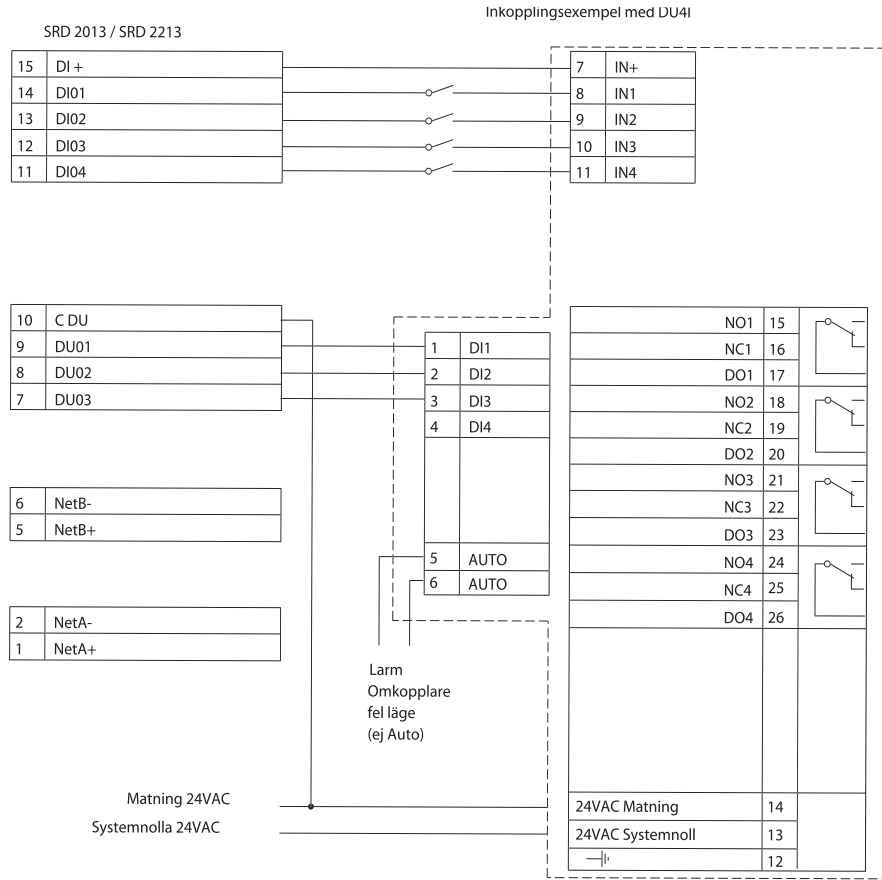 Inkopplingsexempel med DU4I
SRD 2013 / SRD 2213
15 DI +
14 DI01
13 DI02
12 DI03
11 DI04
7 IN+
8 IN1
9 IN2
10 IN3
11 IN4
10 C DU
9 DU01
8 DU02
7 DU03
1 DI1
2 DI2
3 DI3
4 DI4
5 AUTO
6 AUTO
NO1 15
NC1 16
DO1 17
NO2 18
NC2 19
DO2 20
NO3 21
NC3 22
DO3 23
NO4 24
NC4 25
DO4 26
6 NetB-
5 NetB+
2 NetA-
1 NetA+
Larm
Omkopplare
fel läge
(ej Auto)
Matning 24VAC
Systemnolla 24VAC
24VAC Matning 14
24VAC Systemnoll 13
12